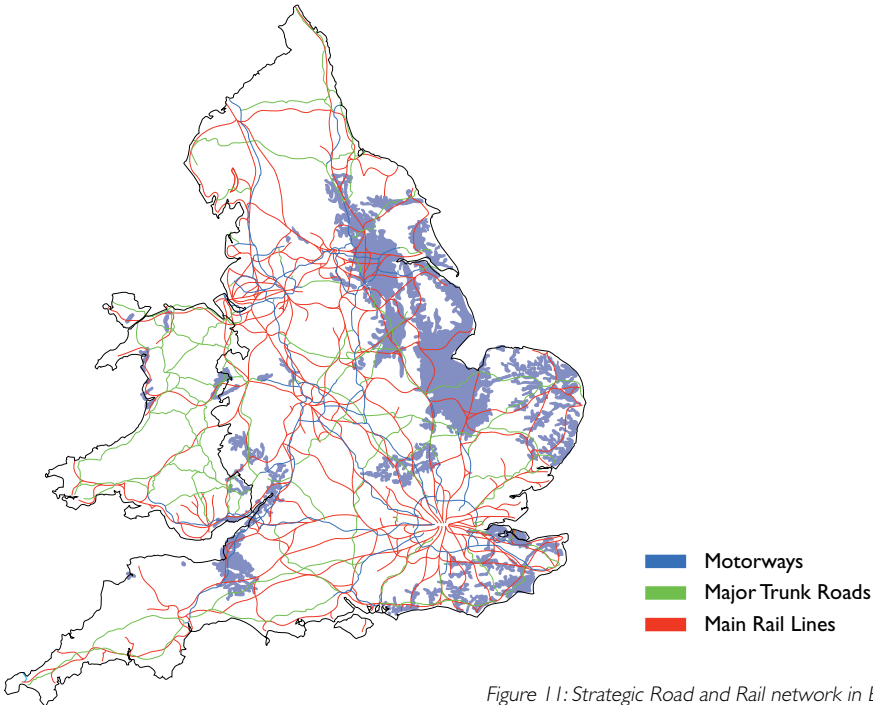 Motorways
Major Trunk Roads
Main Rail Lines
Figure 11: Strategic Road and Rail network in E